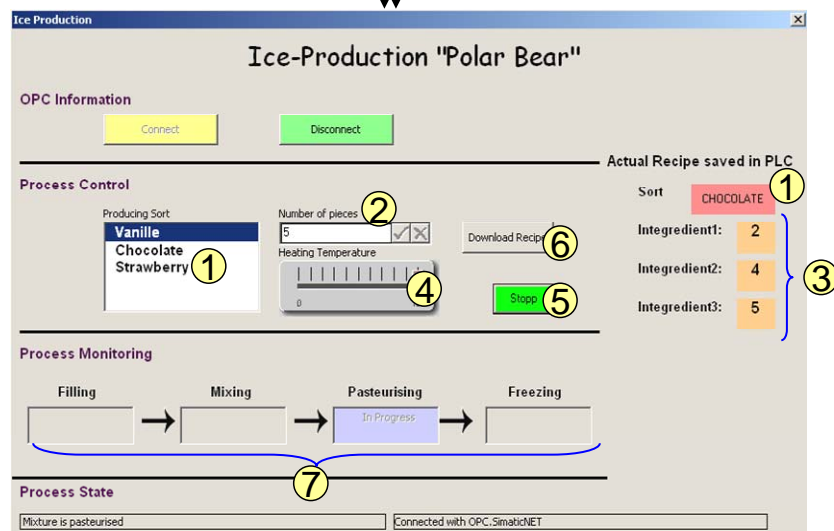 Ice Production
Ice-Production "Polar Bear"
OPC Information
Connect
Disconnect
Actual Recipe saved in PLC
Process Control
Sort
CHOCOLATE
1
Producing Sort
Vanille
Chocolate
Strawberry
1
Number of pieces
2
5
Heating Temperature
0
4
Download Recipe
6
Stopp
5
Integredient1:
2
Integredient2:
4
Integredient3:
5
3
Process Monitoring
Filling
Mixing
Pasteurising
Freezing
In Progress
7
Process State
Mixture is pasteurised
Connected with OPC.SimaticNET